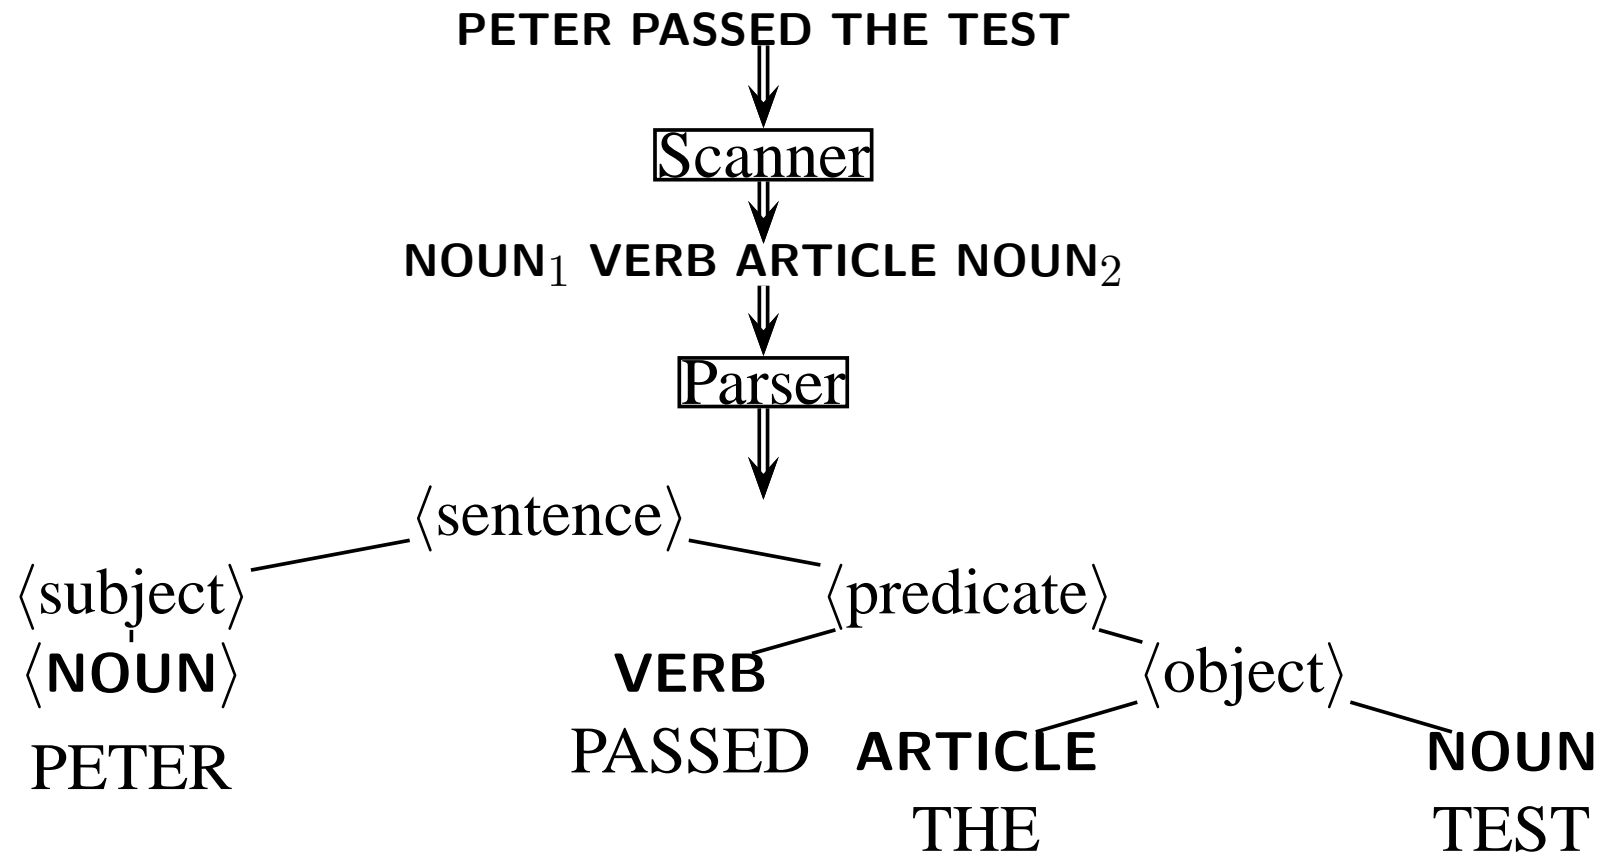 PETER PASSED THE TEST
Scanner
NOUN₁ VERB ARTICLE NOUN₂
Parser
⟨sentence⟩
⟨subject⟩ ⟨predicate⟩
⟨NOUN⟩ VERB ⟨object⟩
PETER PASSED ARTICLE NOUN
THE TEST